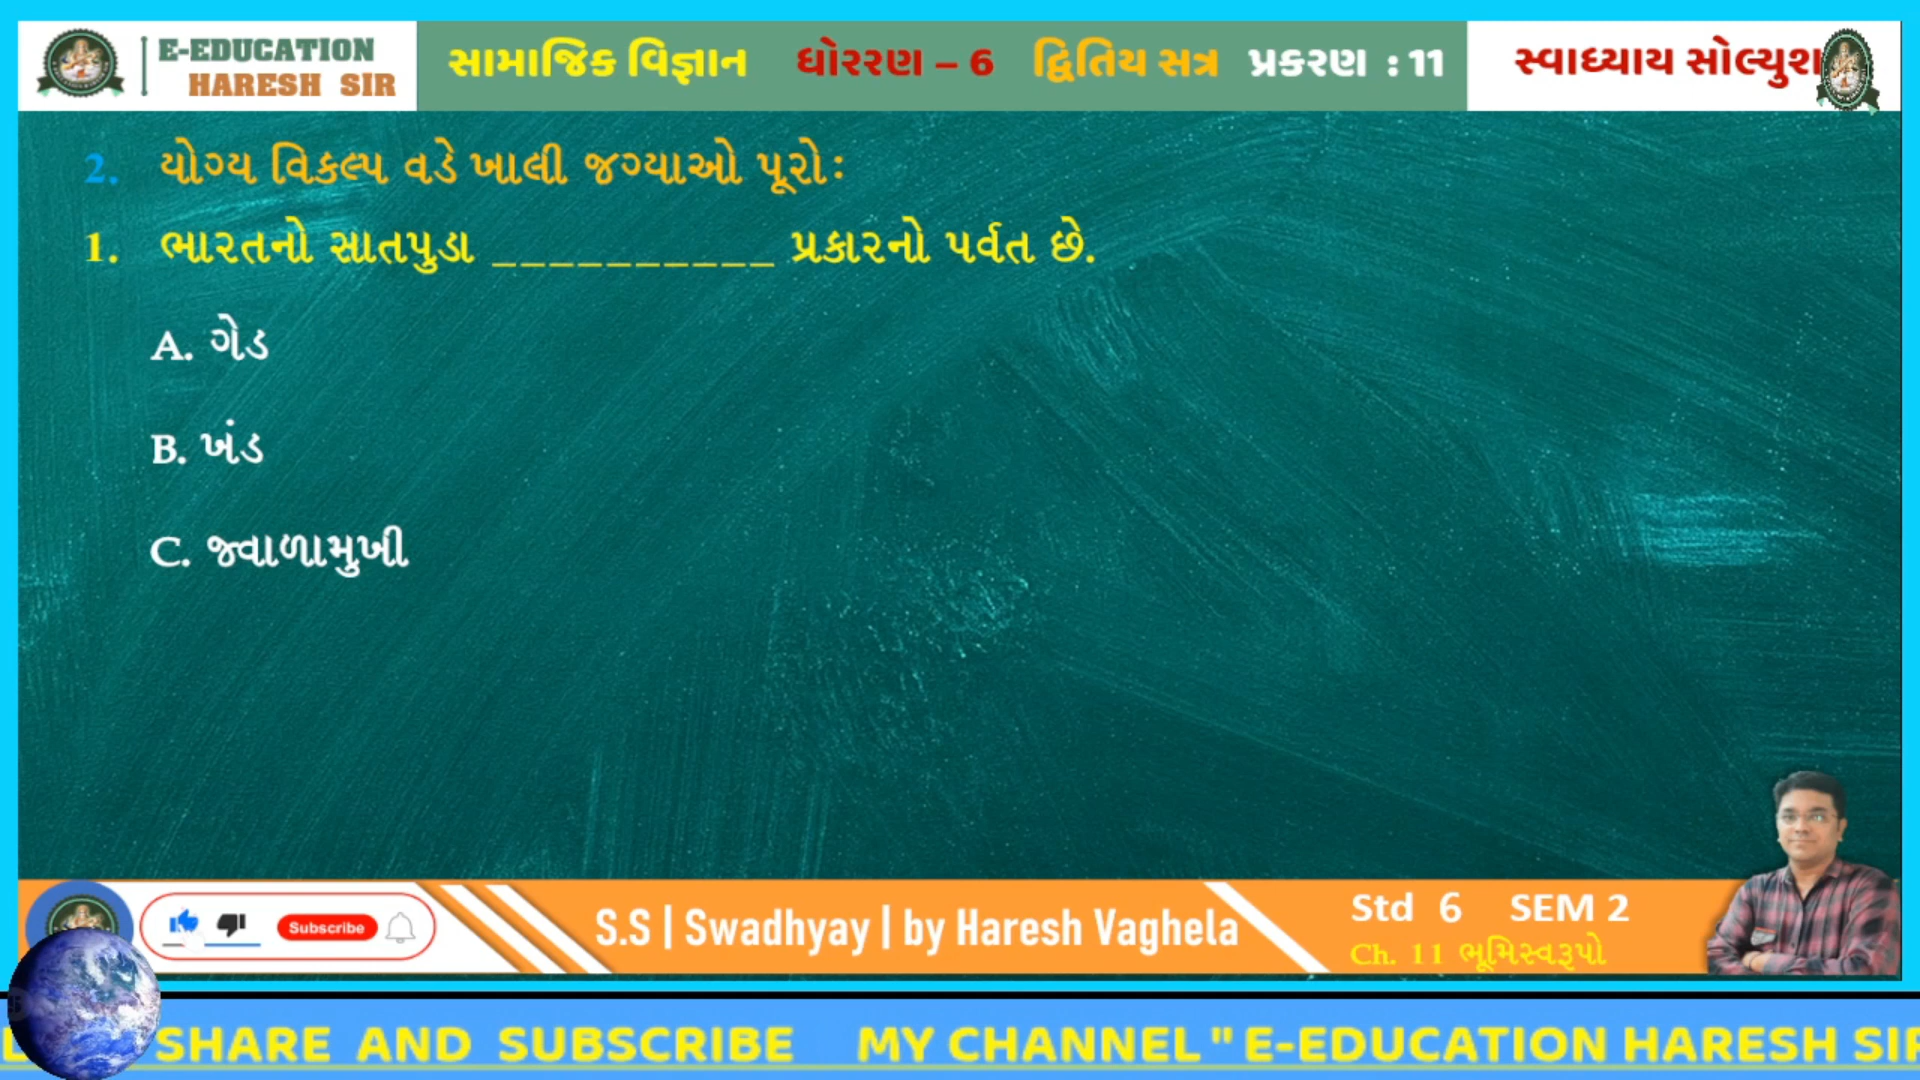 E-EDUCATION
HARESH SIR
સામાજિક વિજ્ઞાન ધોરરણ – 6 દ્વિતિય સત્ર પ્રકરણ : 11 સ્વાધ્યાય સોલ્યુશ
2. યોગ્ય વિકલ્પ વડે ખાલી જગ્યાઓ પૂરો:
1. ભારતનો સાતપુડા __________ પ્રકારનો પર્વત છે.
A. ગેડ
B. ખંડ
C. જ્વાળામુખી
Subscribe
S.S | Swadhyay | by Haresh Vaghela
Std 6 SEM 2
Ch. 11 ભૂમિસ્વરૂપો
SHARE AND SUBSCRIBE MY CHANNEL " E-EDUCATION HARESH SIR